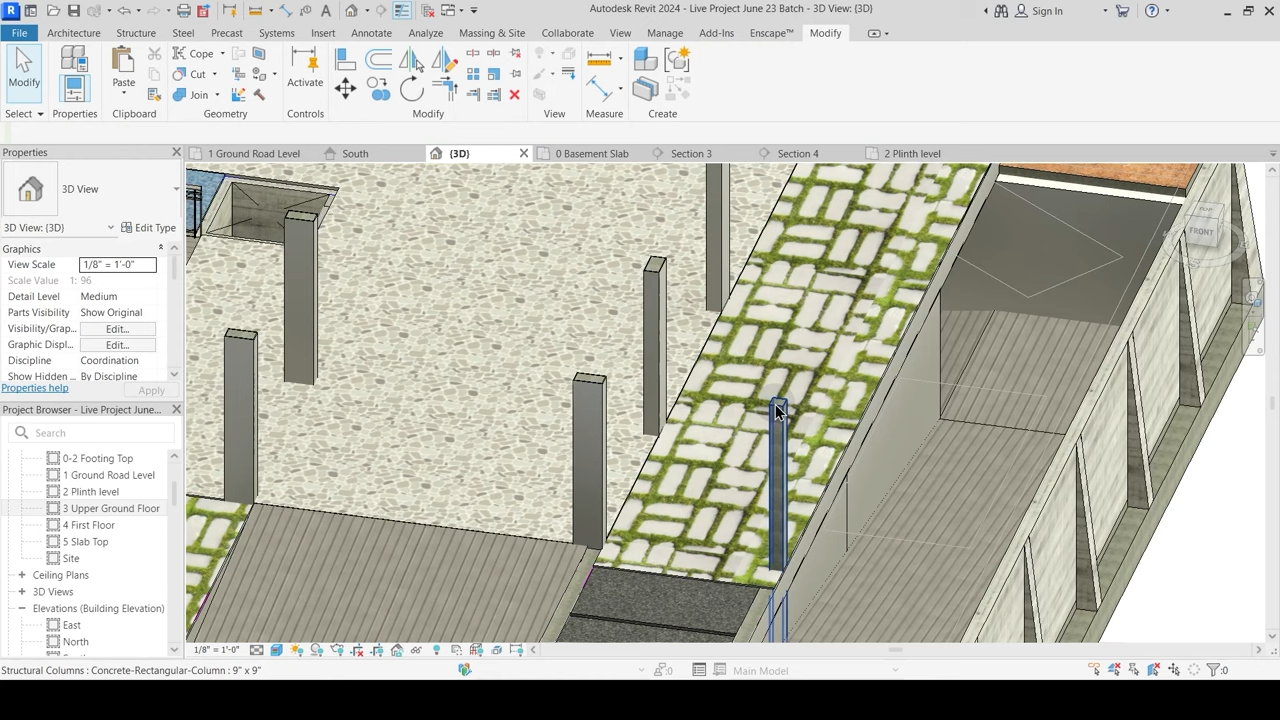 Autodesk Revit 2024 - Live Project June 23 Batch - 3D View: {3D}
Sign In
File Architecture Structure Steel Precast Systems Insert Annotate Analyze Massing & Site Collaborate View Manage Add-Ins Enscape™ Modify
Modify
Select
Properties
Paste
Clipboard
Cope
Cut
Join
Geometry
Activate
Controls
Modify
View
Measure
Create
Properties
1 Ground Road Level South {3D} 0 Basement Slab Section 3 Section 4 2 Plinth level
3D View
3D View: {3D} Edit Type
Graphics
View Scale 1/8" = 1'-0"
Scale Value 1: 96
Detail Level Medium
Parts Visibility Show Original
Visibility/Grap... Edit...
Graphic Displ... Edit...
Discipline Coordination
Show Hidden ... By Discipline
Properties help Apply
Project Browser - Live Project June...
Search
0-2 Footing Top
1 Ground Road Level
2 Plinth level
3 Upper Ground Floor
4 First Floor
5 Slab Top
Site
Ceiling Plans
3D Views
Elevations (Building Elevation)
East
North
FRONT
1/8" = 1'-0"
Structural Columns : Concrete-Rectangular-Column : 9" x 9"
:0
Main Model
:0